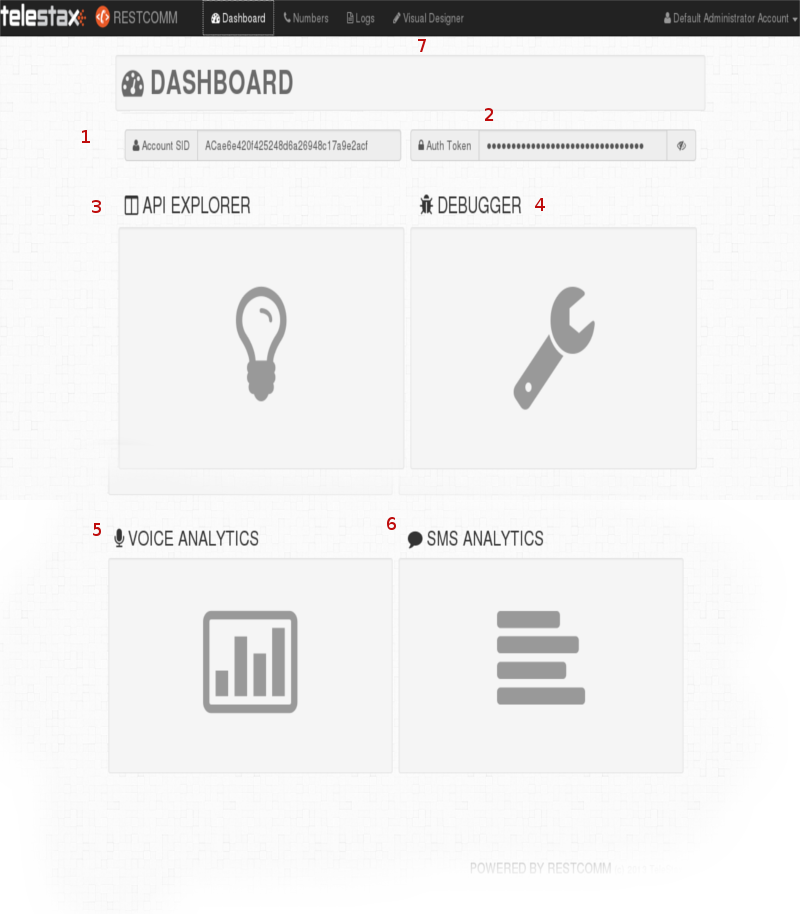 telestax RESTCOMM Dashboard Numbers Logs Visual Designer Default Administrator Account
7
DASHBOARD
2
1 Account SID ACae6e420f425248d6a26948c17a9e2acf Auth Token ••••••••••••••••••••••••••••••••
3 API EXPLORER DEBUGGER 4
5 VOICE ANALYTICS 6 SMS ANALYTICS
POWERED BY RESTCOMM